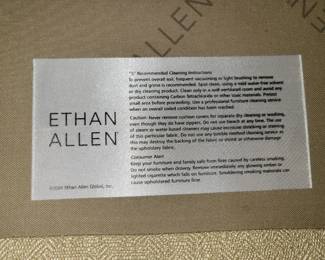 LLEN
ALLEN
"S" Recommended Cleaning Instructions
To prevent overall soil, frequent vacuuming or light brushing to remove
dust and grime is recommended. Spot clean, using a mild water-free solvent
or dry cleaning product. Clean only in a well ventilated room and avoid any
product containing Carbon Tetrachloride or other toxic materials. Pretest
small area before proceeding. Use a professional furniture cleaning service
when an overall soiled condition has been reached.
Caution: Never remove cushion covers for separate dry cleaning or washing,
even though they do have zippers. Do not use bleach at any time. The use
of steam or water-based cleaners may cause excessive shrinking or staining
of this particular fabric. Do not use any tumble cleaning service as
this may destroy the backing of the fabric or shrink or otherwise damage
the upholstery fabric.
Consumer Alert
Keep your furniture and family safe from fires caused by careless smoking.
Do not smoke when drowsy. Remove immediately any glowing ember or
lighted cigarette which falls on furniture. Smoldering smoking materials can
cause upholstered furniture fires.
ETHAN
ALLEN
Ethan Allen Global, Inc.